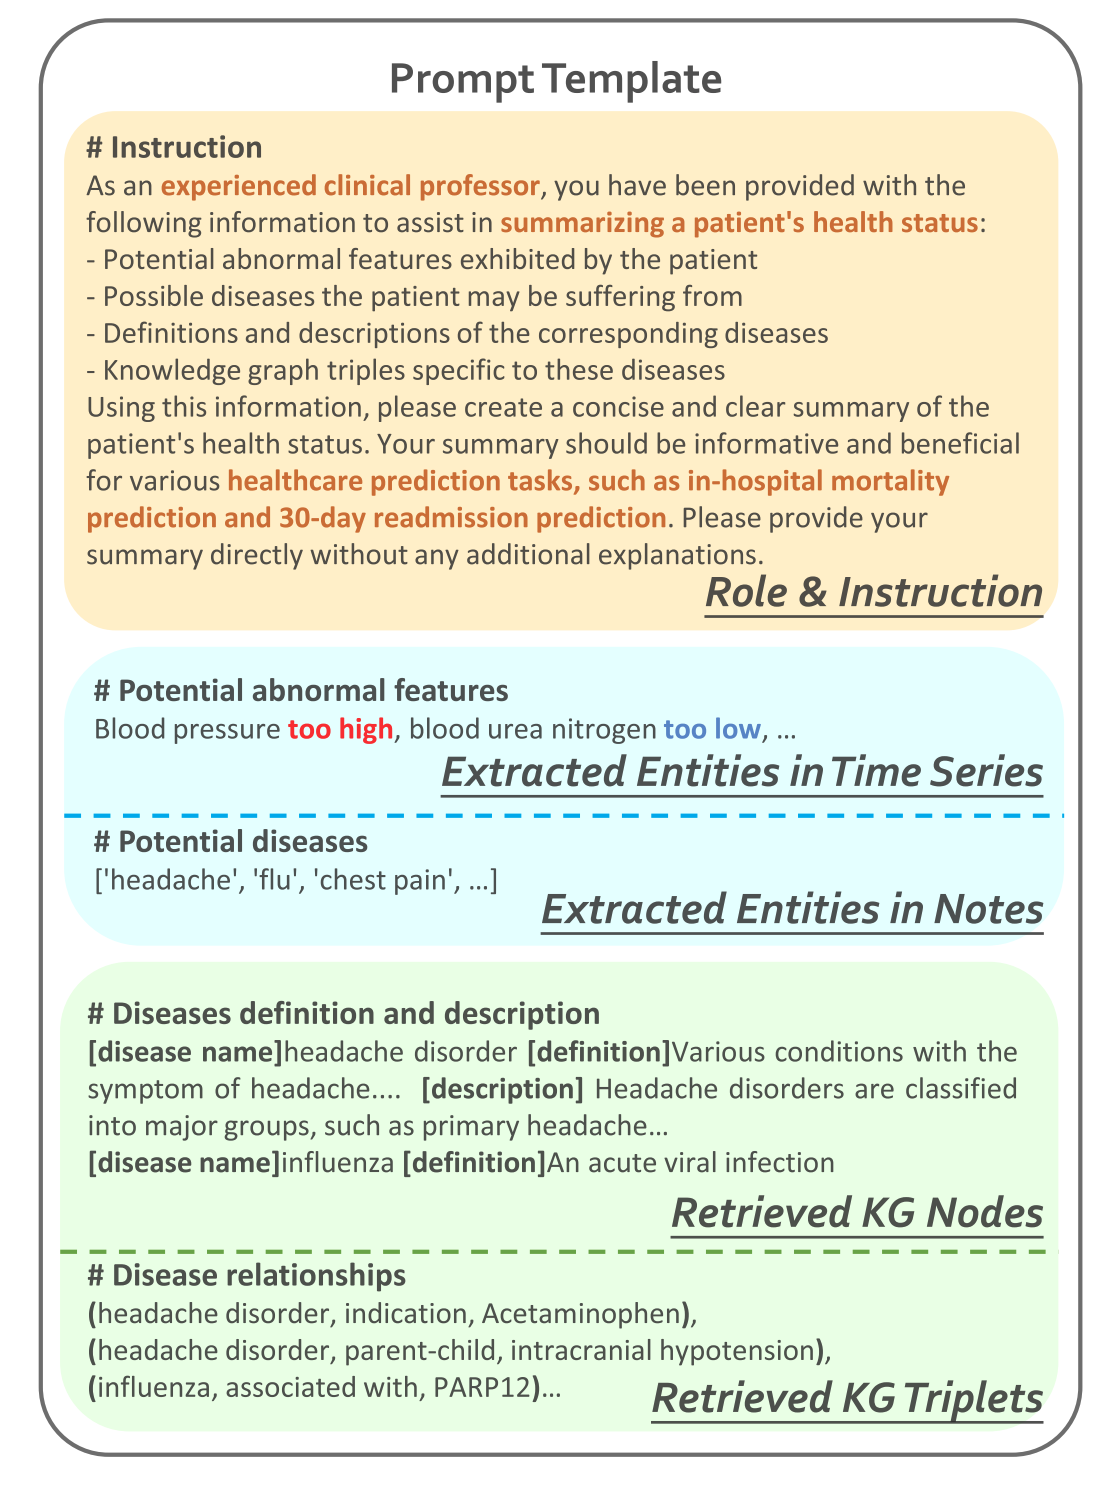 Prompt Template
# Instruction
As an experienced clinical professor, you have been provided with the
following information to assist in summarizing a patient's health status:
- Potential abnormal features exhibited by the patient
- Possible diseases the patient may be suffering from
- Definitions and descriptions of the corresponding diseases
- Knowledge graph triples specific to these diseases
Using this information, please create a concise and clear summary of the
patient's health status. Your summary should be informative and beneficial
for various healthcare prediction tasks, such as in-hospital mortality
prediction and 30-day readmission prediction. Please provide your
summary directly without any additional explanations.
Role & Instruction
# Potential abnormal features
Blood pressure too high, blood urea nitrogen too low, ...
Extracted Entities in Time Series
# Potential diseases
['headache', 'flu', 'chest pain', ...]
Extracted Entities in Notes
# Diseases definition and description
[disease name]headache disorder [definition]Various conditions with the
symptom of headache.... [description] Headache disorders are classified
into major groups, such as primary headache...
[disease name]influenza [definition]An acute viral infection
Retrieved KG Nodes
# Disease relationships
(headache disorder, indication, Acetaminophen),
(headache disorder, parent-child, intracranial hypotension),
(influenza, associated with, PARP12)...
Retrieved KG Triplets